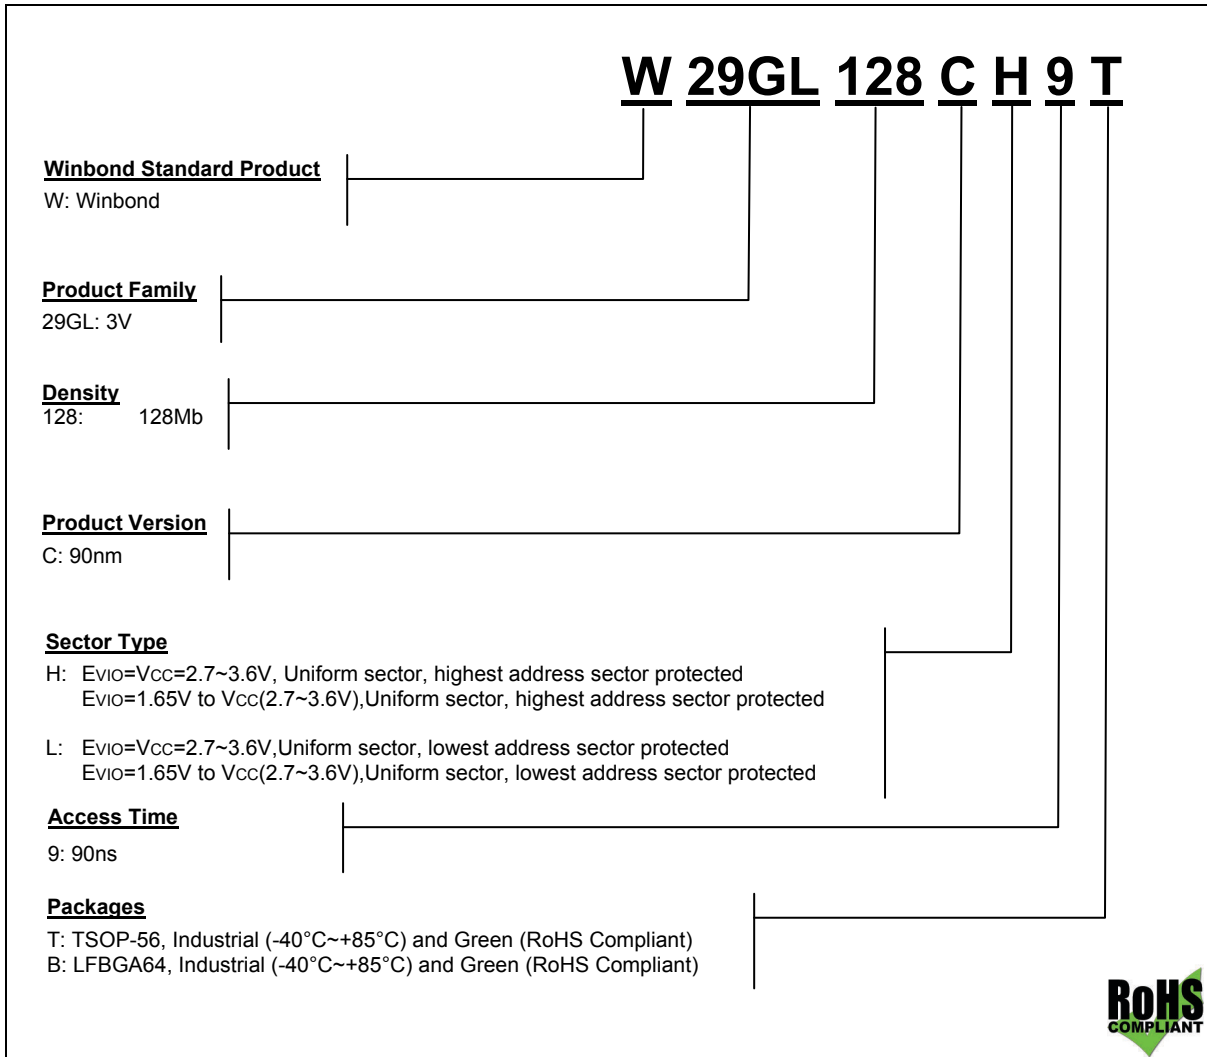 W 29GL 128 C H 9 T
Winbond Standard Product
W: Winbond
Product Family
29GL: 3V
Density
128: 128Mb
Product Version
C: 90nm
Sector Type
H: EVIO=VCC=2.7~3.6V, Uniform sector, highest address sector protected
EVIO=1.65V to VCC(2.7~3.6V),Uniform sector, highest address sector protected
L: EVIO=VCC=2.7~3.6V,Uniform sector, lowest address sector protected
EVIO=1.65V to VCC(2.7~3.6V),Uniform sector, lowest address sector protected
Access Time
9: 90ns
Packages
T: TSOP-56, Industrial (-40°C~+85°C) and Green (RoHS Compliant)
B: LFBGA64, Industrial (-40°C~+85°C) and Green (RoHS Compliant)
RoHS
COMPLIANT